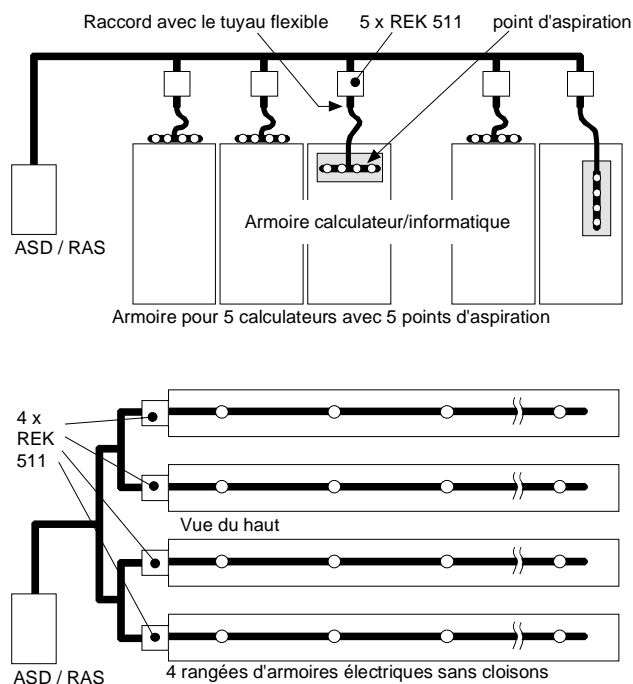 Raccord avec le tuyau flexible
5 x REK 511
point d'aspiration
Armoire calculateur/informatique
ASD / RAS
Armoire pour 5 calculateurs avec 5 points d'aspiration
4 x
REK
511
Vue du haut
ASD / RAS
4 rangées d'armoires électriques sans cloisons